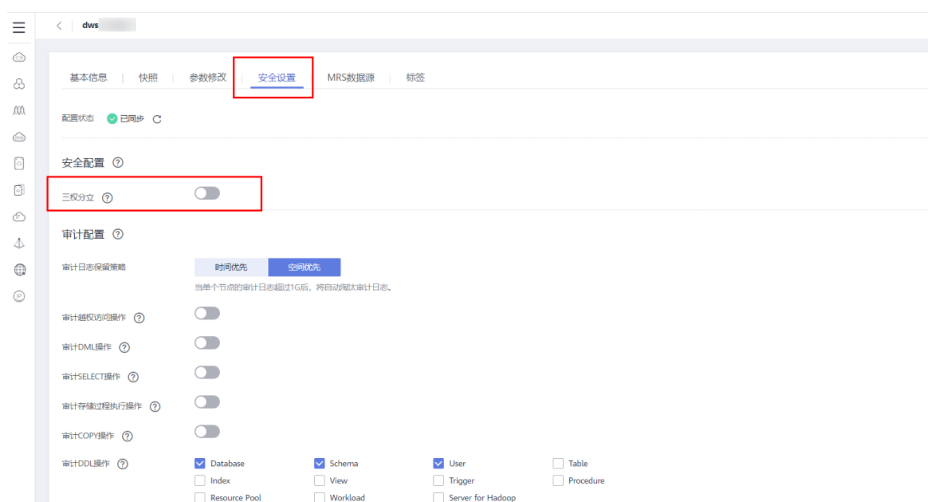 dws
基本信息 快照 参数修改 安全设置 MRS数据源 标签
配置状态 已同步
安全配置
三权分立
审计配置
审计日志保留策略 时间优先 空间优先
当单个节点的审计日志超过1G后，将自动淘汰审计日志。
审计越权访问操作
审计DML操作
审计SELECT操作
审计存储过程执行操作
审计COPY操作
审计DDL操作 Database Schema User Table
Index View Trigger Procedure
Resource Pool Workload Server for Hadoop